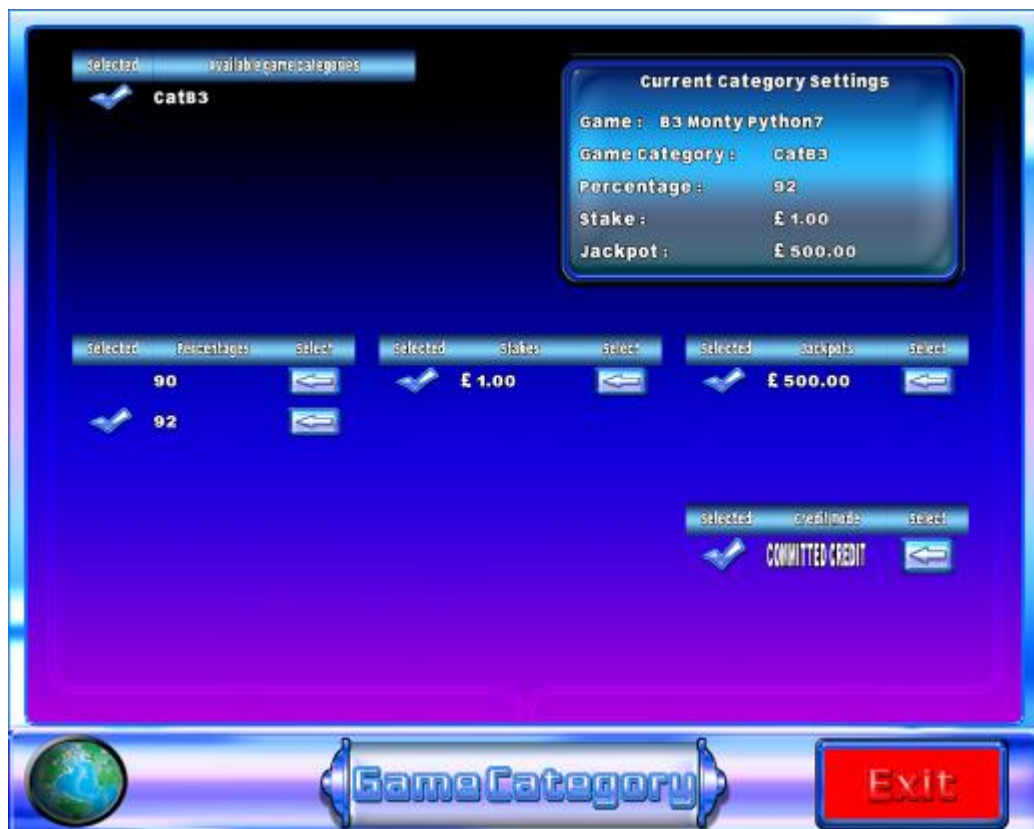 Selected Available game categories
CatB3
Current Category Settings
Game : B3 Monty Python7
Game Category : CatB3
Percentage : 92
Stake : £ 1.00
Jackpot : £ 500.00
Selected Percentages Select
90
92
Selected Stakes Select
£ 1.00
Selected Jackpots Select
£ 500.00
Selected Credit Mode Select
COMMITTED CREDIT
Game Category
Exit